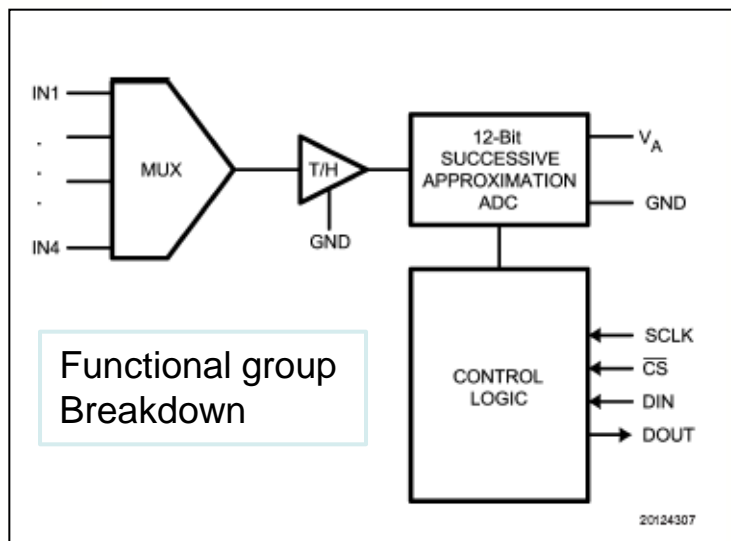 IN1
.
.
.
IN4
MUX
T/H
GND
12-Bit
SUCCESSIVE
APPROXIMATION
ADC
VA
GND
CONTROL
LOGIC
SCLK
C̅S̅
DIN
DOUT
Functional group
Breakdown
20124307